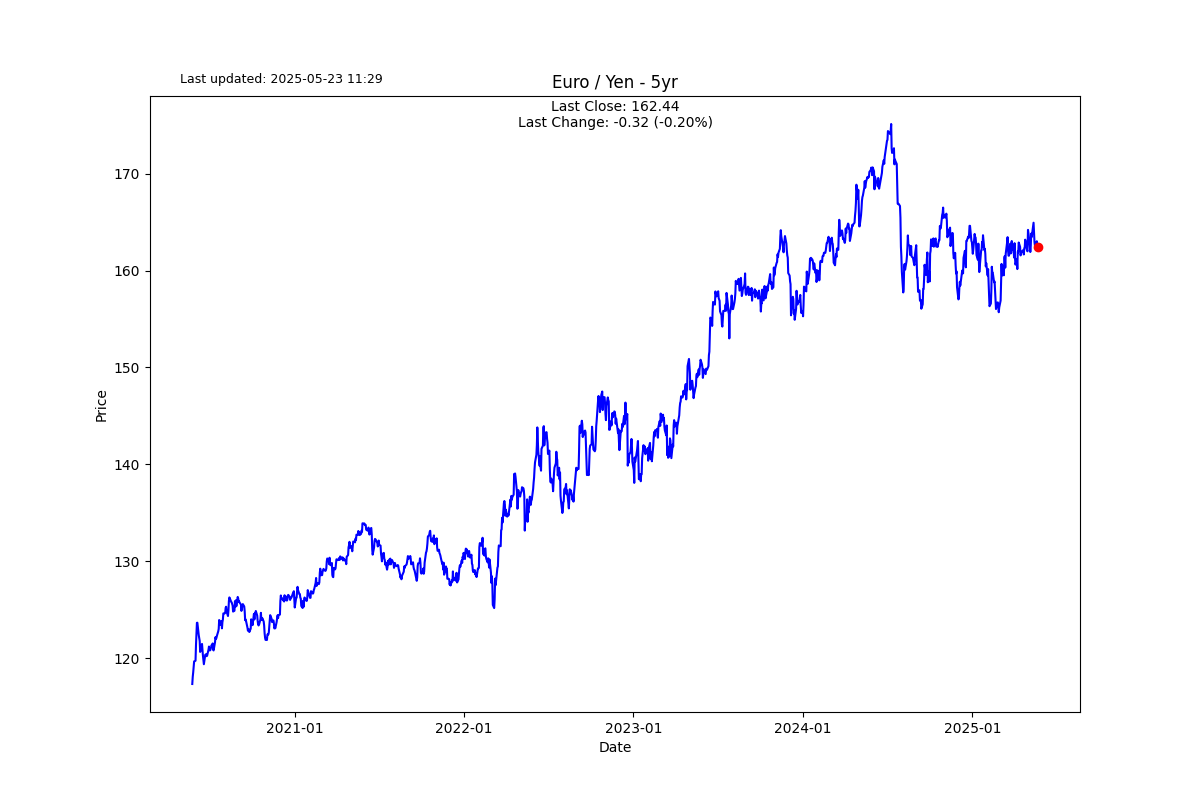 Last updated: 2025-05-23 11:29
Euro / Yen - 5yr
Last Close: 162.44
Last Change: -0.32 (-0.20%)
Price
170
160
150
140
130
120
2021-01
2022-01
2023-01
2024-01
2025-01
Date